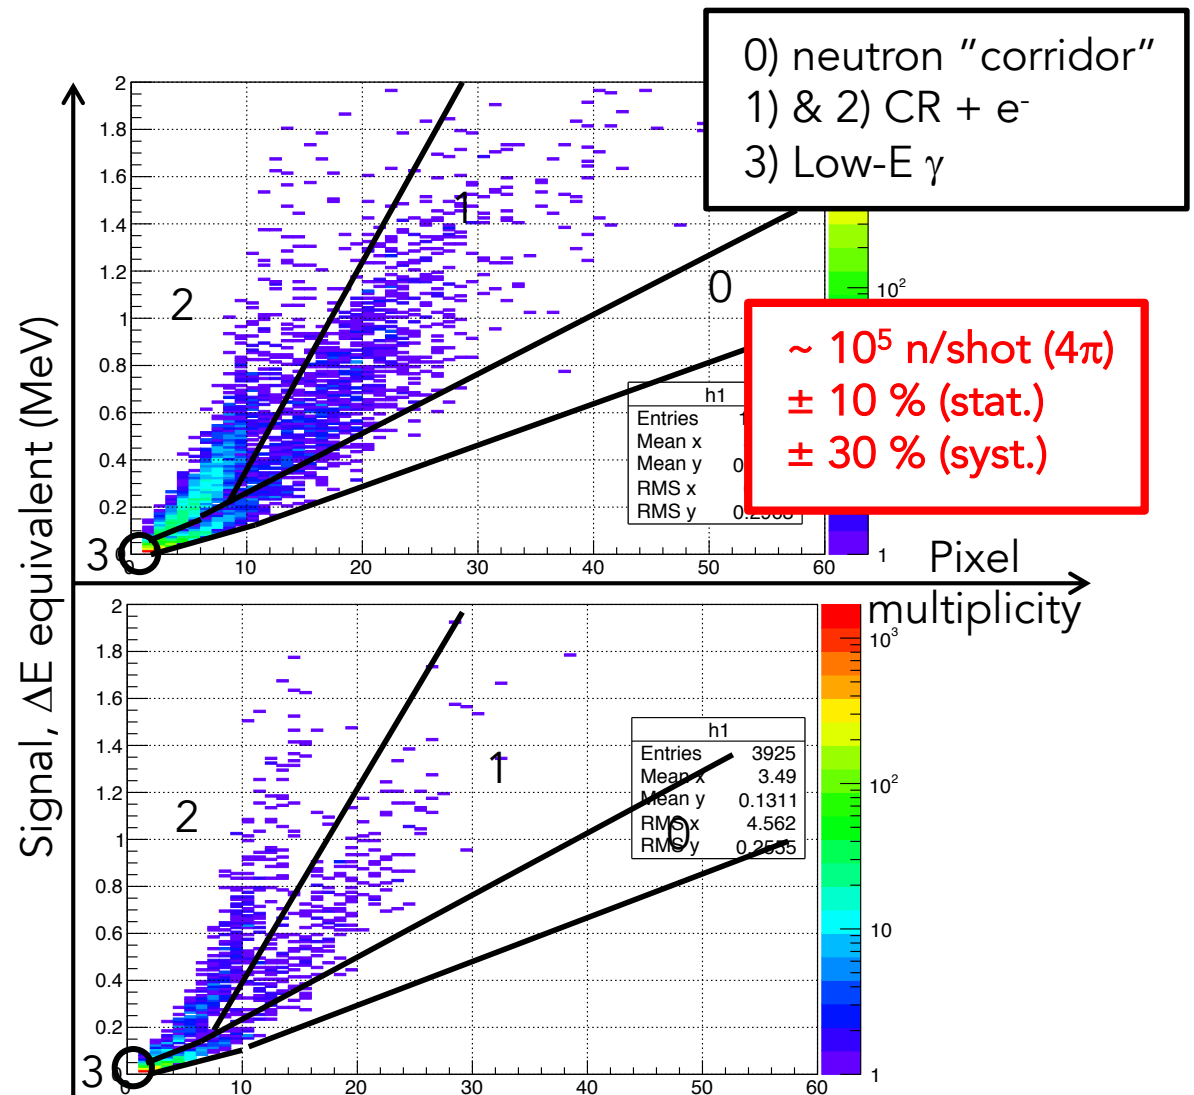 0) neutron "corridor"
1) & 2) CR + e-
3) Low-E γ
~ 10⁵ n/shot (4π)
± 10 % (stat.)
± 30 % (syst.)
Signal, ΔE equivalent (MeV)
Pixel
multiplicity
2
1.8
1.6
1.4
1.2
1
0.8
0.6
0.4
0.2
0 10 20 30 40 50 60
2
1
0
3
h1
Entries
Mean x
Mean y 0
RMS x
RMS y
10²
1
2
1.8
1.6
1.4
1.2
1
0.8
0.6
0.4
0.2
0 10 20 30 40 50 60
2
1
0
3
h1
Entries 3925
Mean x 3.49
Mean y 0.1311
RMS x 4.562
RMS y 0.2555
10³
10²
10
1